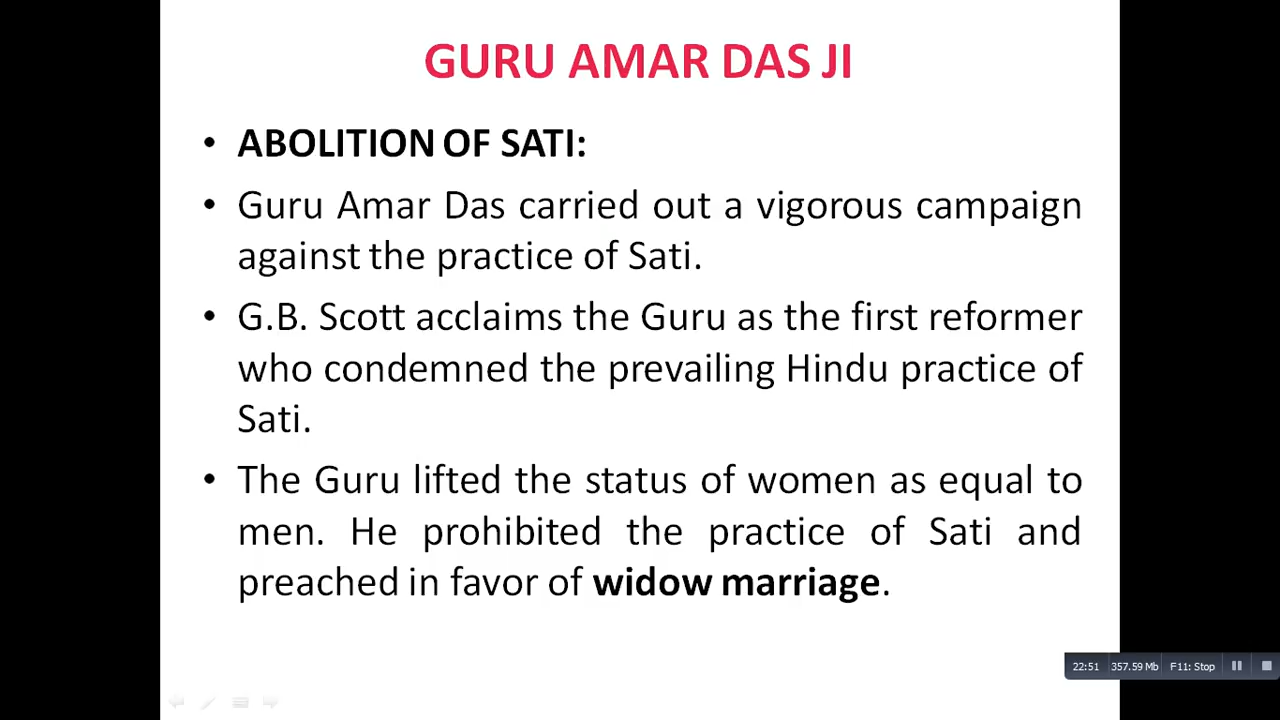 GURU AMAR DAS JI
• ABOLITION OF SATI:
• Guru Amar Das carried out a vigorous campaign
against the practice of Sati.
• G.B. Scott acclaims the Guru as the first reformer
who condemned the prevailing Hindu practice of
Sati.
• The Guru lifted the status of women as equal to
men. He prohibited the practice of Sati and
preached in favor of widow marriage.
22:51 357.59 Mb F11: Stop